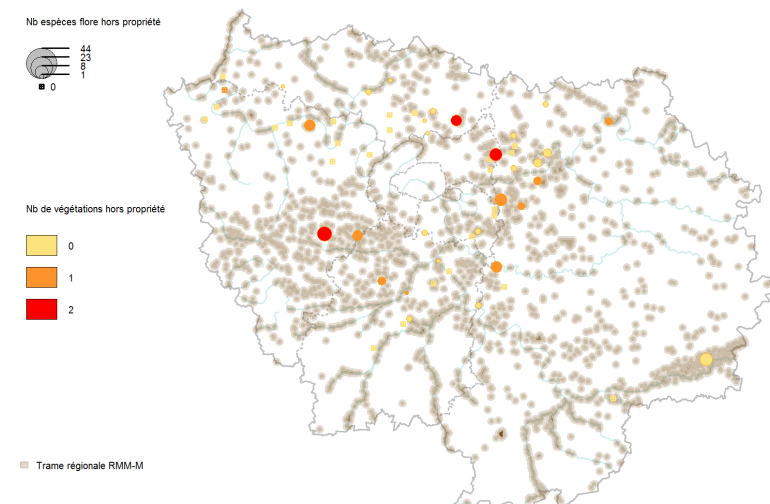 Nb espèces flore hors propriété
44
23
8
1
0
Nb de végétations hors propriété
0
1
2
Trame régionale RMM-M